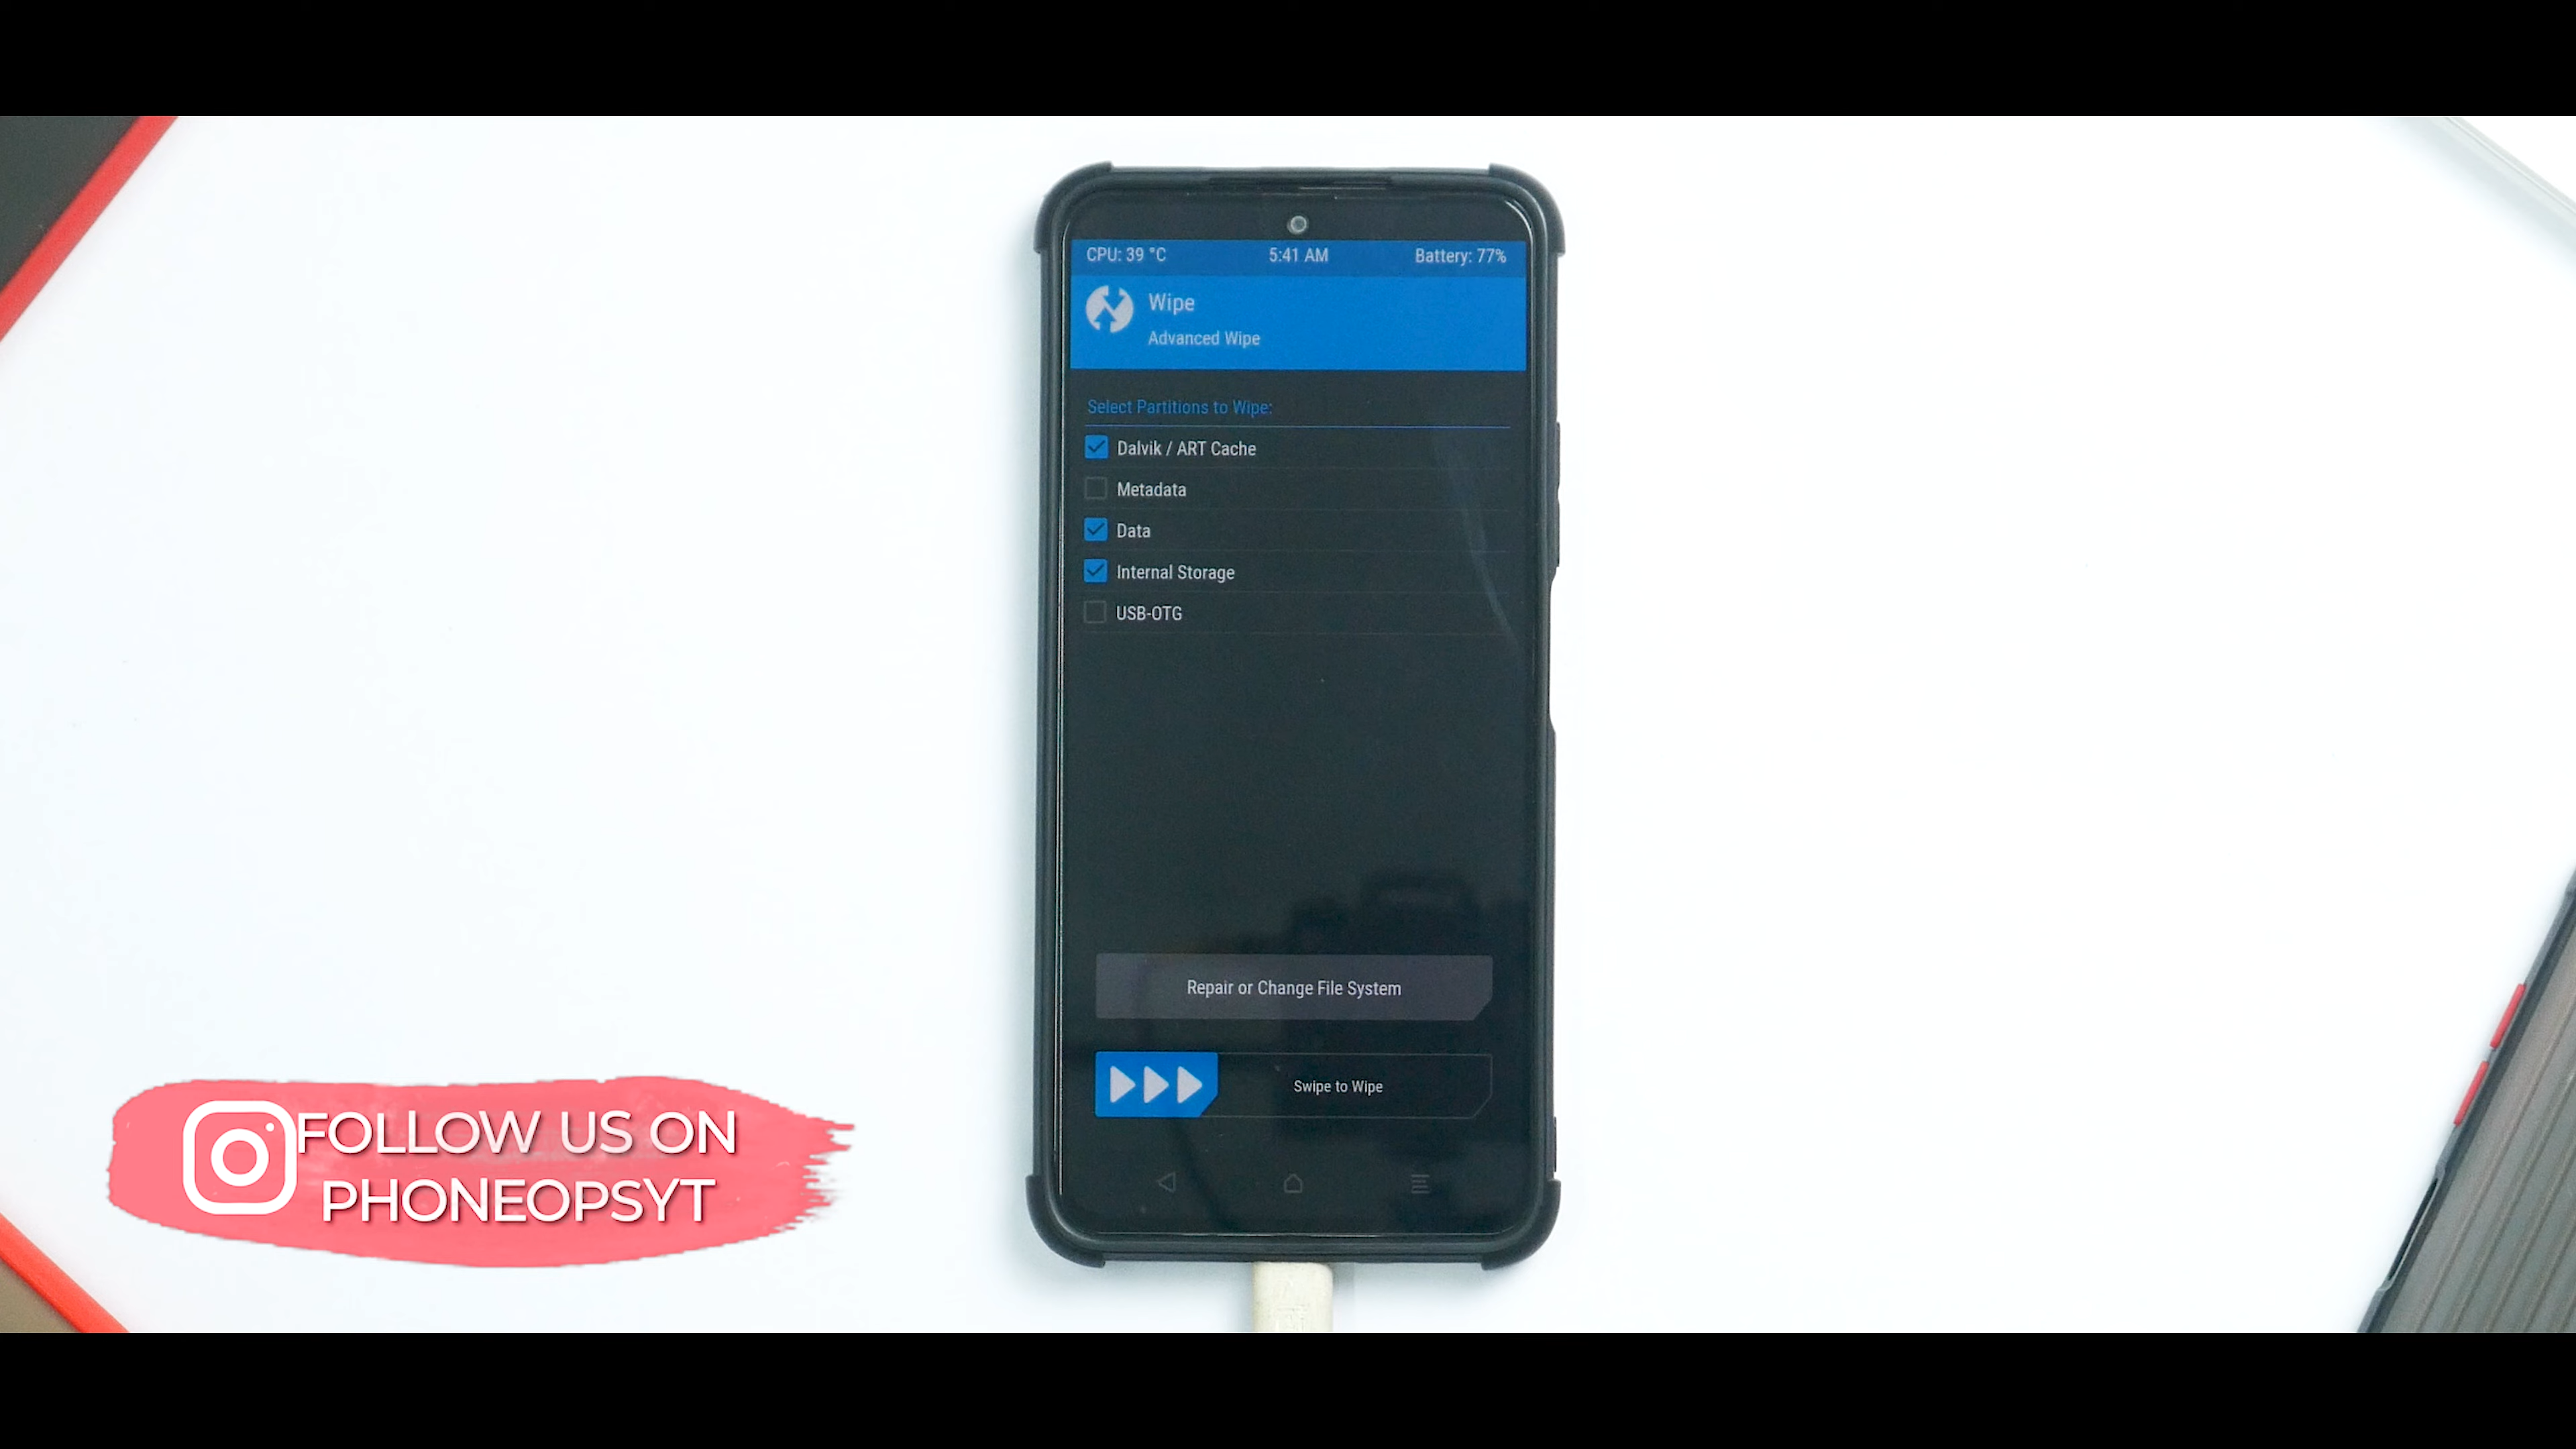 CPU: 39 °C 5:41 AM Battery: 77%
Wipe
Advanced Wipe
Select Partitions to Wipe:
Dalvik / ART Cache
Metadata
Data
Internal Storage
USB-OTG
Repair or Change File System
Swipe to Wipe
FOLLOW US ON
PHONEOPSYT